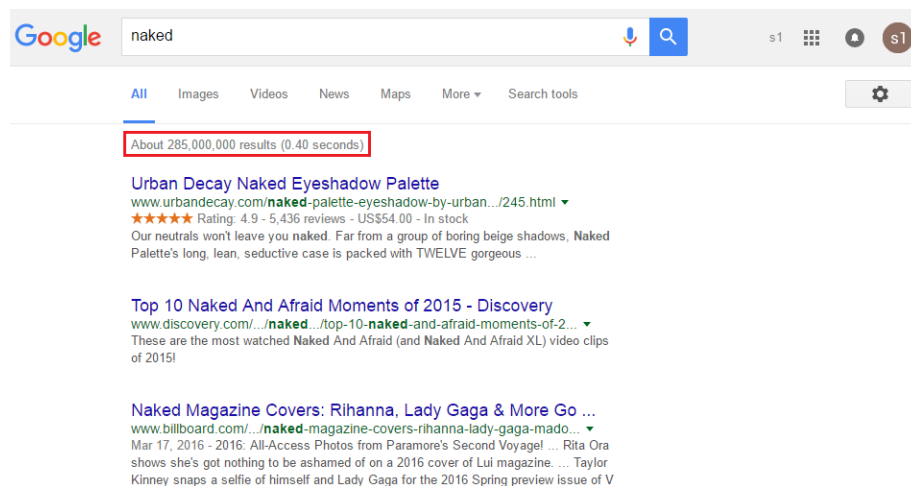 Google
naked
s1
s1
All Images Videos News Maps More Search tools
About 285,000,000 results (0.40 seconds)
Urban Decay Naked Eyeshadow Palette
www.urbandecay.com/naked-palette-eyeshadow-by-urban.../245.html
Rating: 4.9 - 5,436 reviews - US$54.00 - In stock
Our neutrals won't leave you naked. Far from a group of boring beige shadows, Naked
Palette's long, lean, seductive case is packed with TWELVE gorgeous ...
Top 10 Naked And Afraid Moments of 2015 - Discovery
www.discovery.com/.../naked.../top-10-naked-and-afraid-moments-of-2...
These are the most watched Naked And Afraid (and Naked And Afraid XL) video clips
of 2015!
Naked Magazine Covers: Rihanna, Lady Gaga & More Go ...
www.billboard.com/.../naked-magazine-covers-rihanna-lady-gaga-mado...
Mar 17, 2016 - 2016: All-Access Photos from Paramore's Second Voyage! ... Rita Ora
shows she's got nothing to be ashamed of on a 2016 cover of Lui magazine. ... Taylor
Kinney snaps a selfie of himself and Lady Gaga for the 2016 Spring preview issue of V